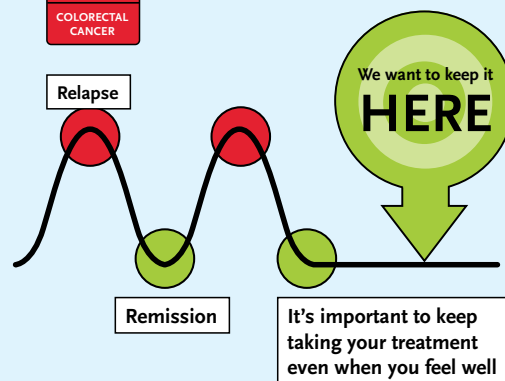 COLORECTAL
CANCER
Relapse
We want to keep it
HERE
Remission
It's important to keep
taking your treatment
even when you feel well